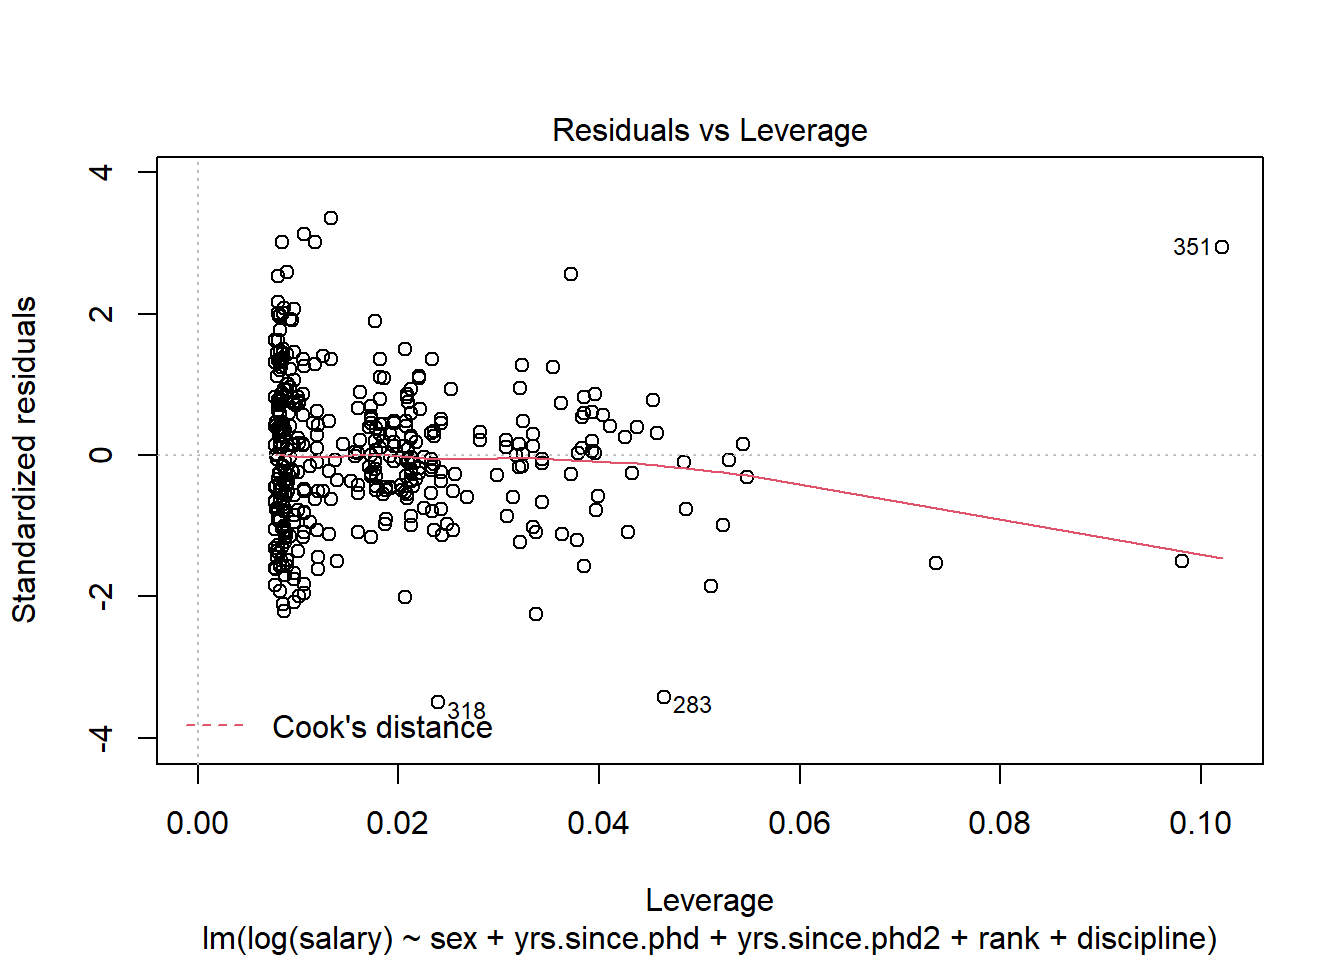 Residuals vs Leverage
Standardized residuals
4
2
0
-2
-4
351
318
283
Cook's distance
0.00 0.02 0.04 0.06 0.08 0.10
Leverage
lm(log(salary) ~ sex + yrs.since.phd + yrs.since.phd2 + rank + discipline)